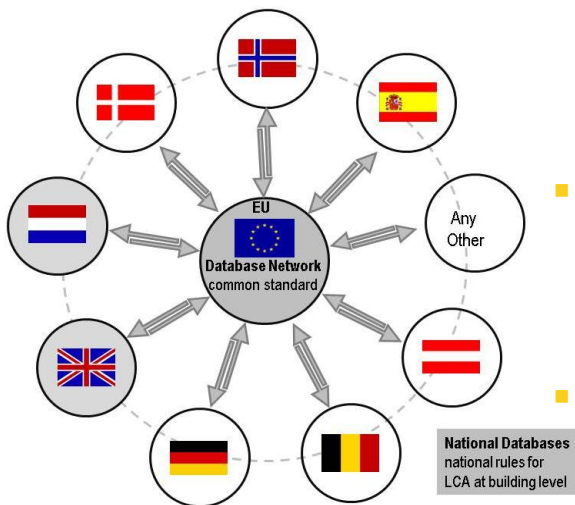 EU
Database Network
common standard
Any
Other
National Databases
national rules for
LCA at building level